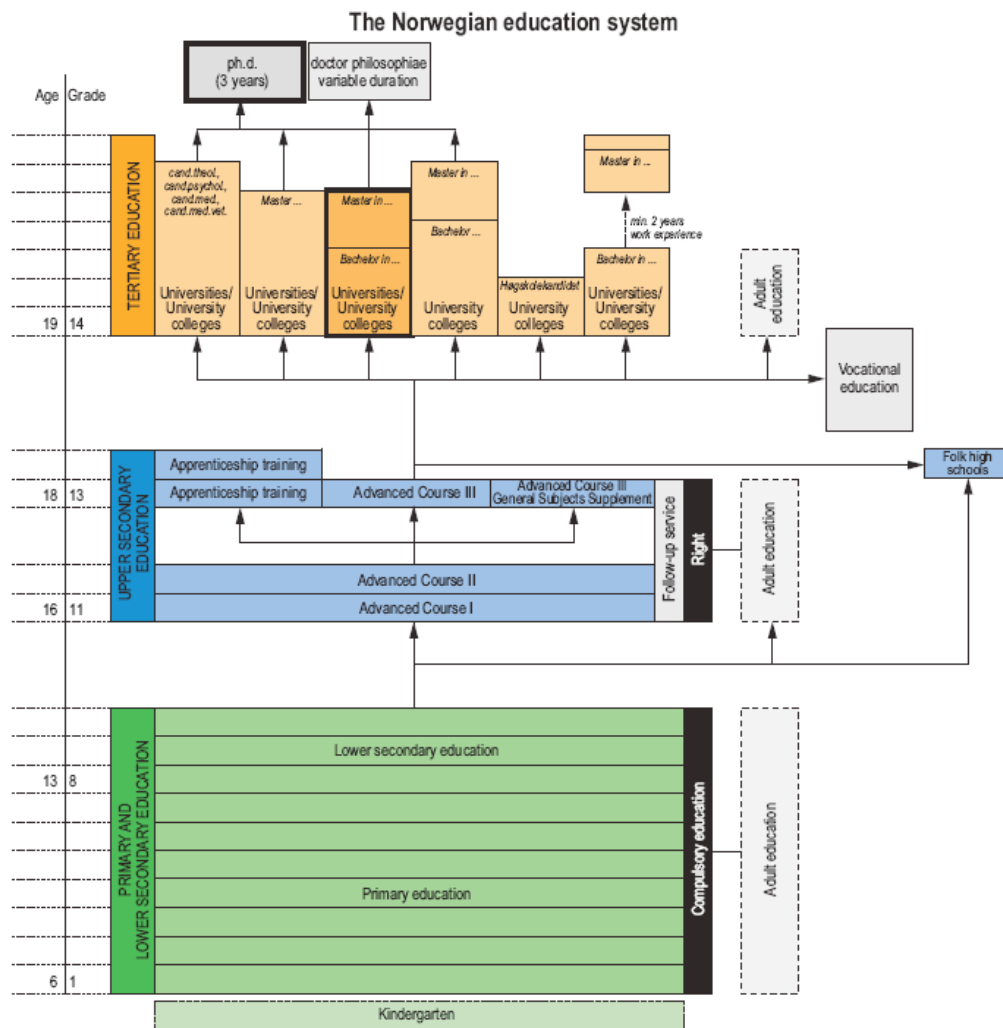 The Norwegian education system
ph.d.
(3 years)
doctor philosophiae
variable duration
Age Grade
TERTIARY EDUCATION
cand.theol.,
cand.psychol.,
cand.med.,
cand.med.vet.
Universities/
University
colleges
Master ...
Universities/
University
colleges
Master in ...
Bachelor in ...
Universities/
University
colleges
Master in ...
Bachelor ...
University
colleges
Høgskolekandidat
University
colleges
Master in ...
min. 2 years
work experience
Bachelor in ...
Universities/
University
colleges
Adult
education
19 14
Vocational
education
UPPER SECONDARY
EDUCATION
Apprenticeship training
Folk high
schools
18 13
Apprenticeship training
Advanced Course III
Advanced Course III
General Subjects Supplement
Follow-up service
Right
Adult education
Advanced Course II
16 11
Advanced Course I
PRIMARY AND
LOWER SECONDARY EDUCATION
Lower secondary education
13 8
Compulsory education
Adult education
Primary education
6 1
Kindergarten